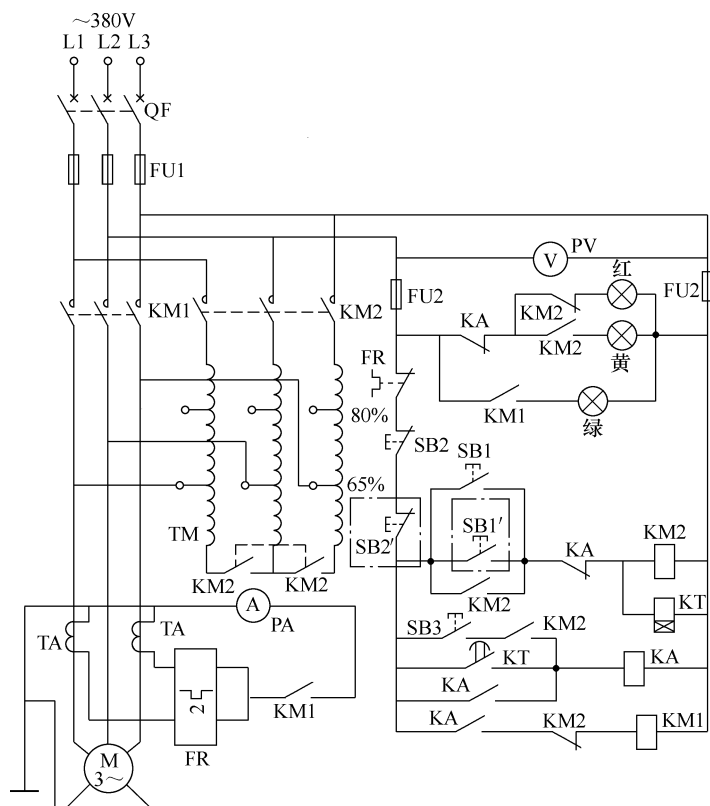 ～380V
L1 L2 L3
QF
FU1
PV
V
红
FU2
FU2
KM1
KM2
KA
KM2
KM2
黄
FR
80%
KM1
绿
SB2
SB1
65%
SB1′
TM
SB2′
KA
KM2
KM2
KM2
KM2
KT
A
PA
TA
TA
SB3
KM2
KT
KA
KA
KM1
2
FR
KA
KM2
KM1
M
3～